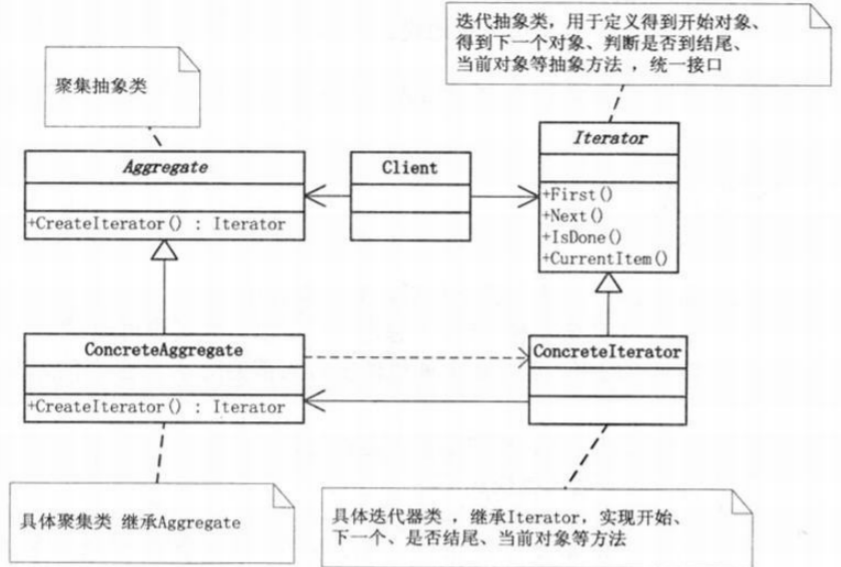 迭代抽象类，用于定义得到开始对象、
得到下一个对象、判断是否到结尾、
当前对象等抽象方法 ，统一接口
聚集抽象类
Aggregate
+CreateIterator() : Iterator
Client
Iterator
+First()
+Next()
+IsDone()
+CurrentItem()
ConcreteAggregate
+CreateIterator() : Iterator
ConcreteIterator
具体聚集类 继承Aggregate
具体迭代器类 ，继承Iterator，实现开始、
下一个、是否结尾、当前对象等方法